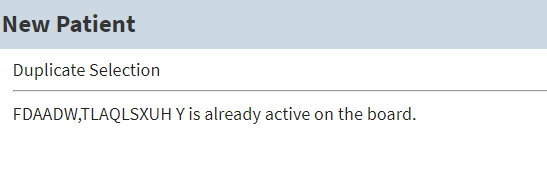 New Patient
Duplicate Selection
FDAADW,TLAQLSXUH Y is already active on the board.